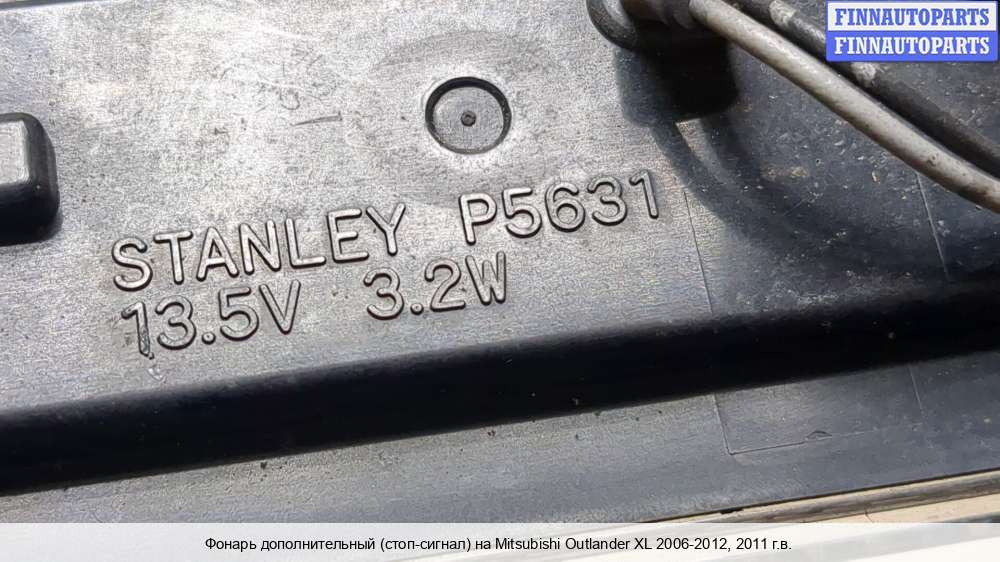 FINNAUTOPARTS
FINNAUTOPARTS
STANLEY P5631
13.5V 3.2W
Фонарь дополнительный (стоп-сигнал) на Mitsubishi Outlander XL 2006-2012, 2011 г.в.